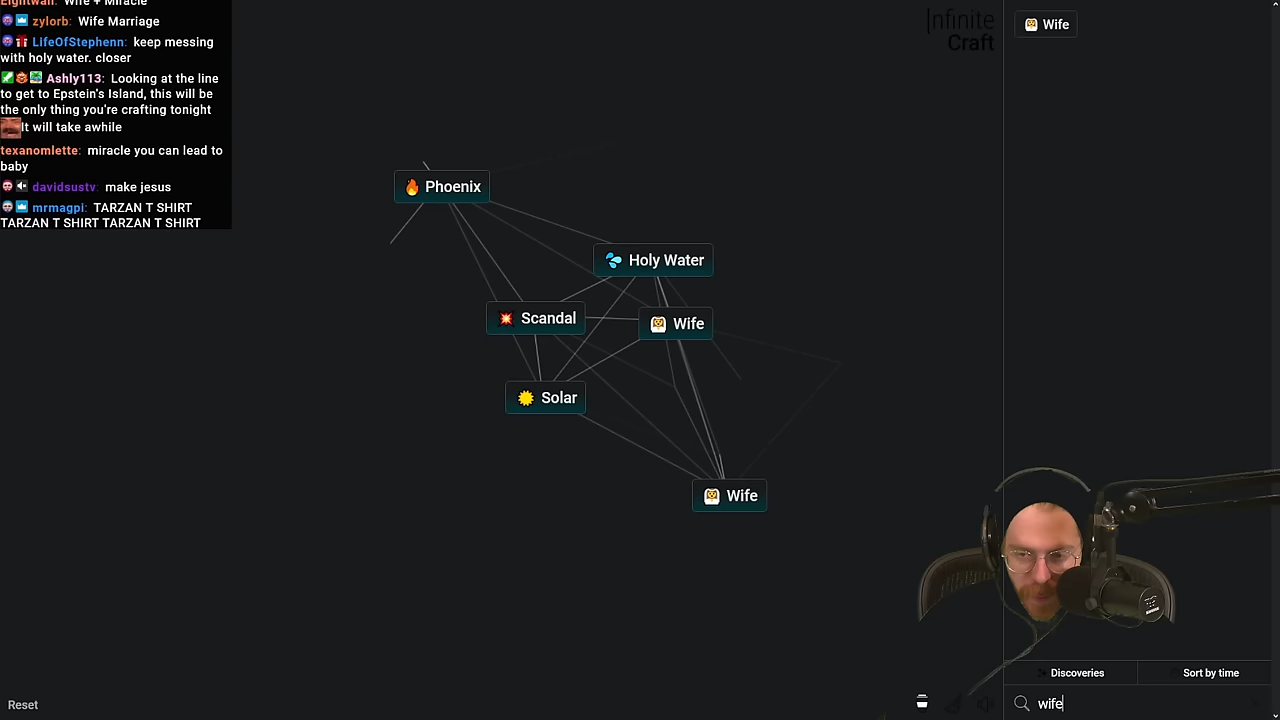 Eightwall: Wife + Miracle
zylorb: Wife Marriage
LifeOfStephenn: keep messing
with holy water. closer
Ashly113: Looking at the line
to get to Epstein's Island, this will be
the only thing you're crafting tonight
It will take awhile
texanomlette: miracle you can lead to
baby
davidsustv: make jesus
mrmagpi: TARZAN T SHIRT
TARZAN T SHIRT TARZAN T SHIRT
Infinite
Craft
Wife
Phoenix
Holy Water
Scandal
Wife
Solar
Wife
Discoveries
Sort by time
Reset
wife